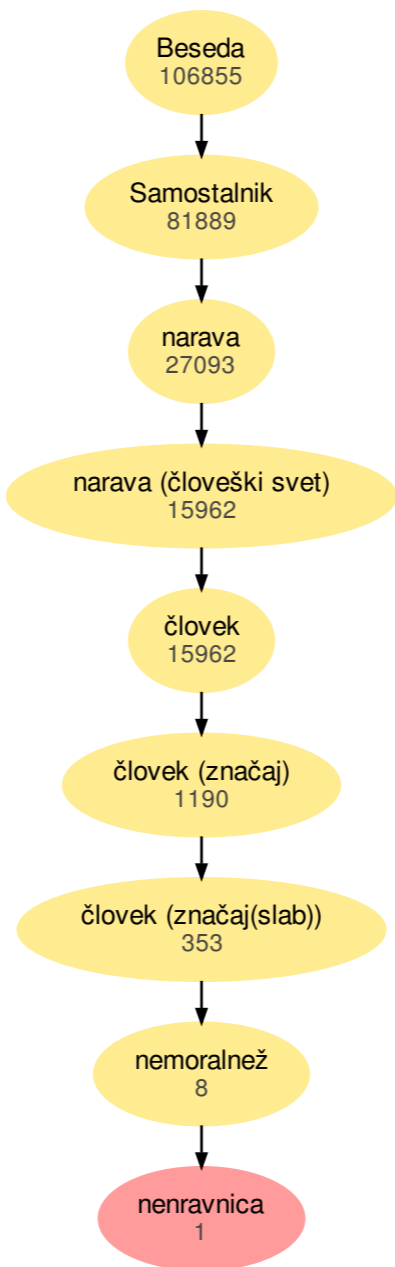 Beseda
106855
Samostalnik
81889
narava
27093
narava (človeški svet)
15962
človek
15962
človek (značaj)
1190
človek (značaj(slab))
353
nemoralnež
8
nenravnica
1